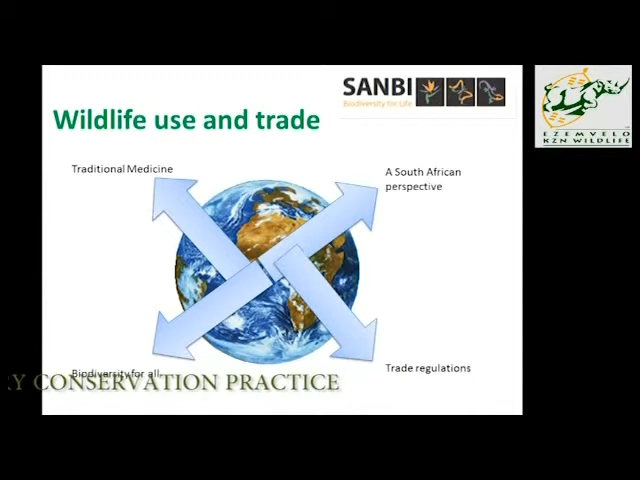 SANBI
Biodiversity for Life
EZEMVELO
KZN WILDLIFE
Wildlife use and trade
Traditional Medicine
A South African
perspective
Biodiversity for all
Trade regulations
Y CONSERVATION PRACTICE